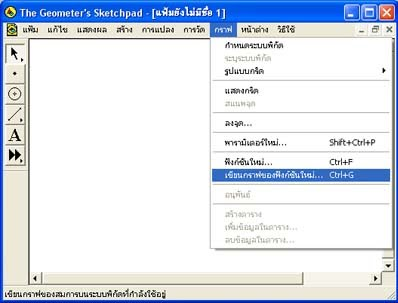 The Geometer's Sketchpad - [แฟ้มยังไม่มีชื่อ 1]
แฟ้ม แก้ไข แสดงผล สร้าง การแปลง การวัด กราฟ หน้าต่าง วิธีใช้
กำหนดระบบพิกัด
ระบุระบบพิกัด
รูปแบบกริด
แสดงกริด
สแนพจุด
ลงจุด...
พารามิเตอร์ใหม่... Shift+Ctrl+P
ฟังก์ชันใหม่... Ctrl+F
เขียนกราฟของฟังก์ชันใหม่... Ctrl+G
อนุพันธ์
สร้างตาราง
เพิ่มข้อมูลในตาราง...
ลบข้อมูลในตาราง...
A
เขียนกราฟของสมการบนระบบพิกัดที่กำลังใช้อยู่